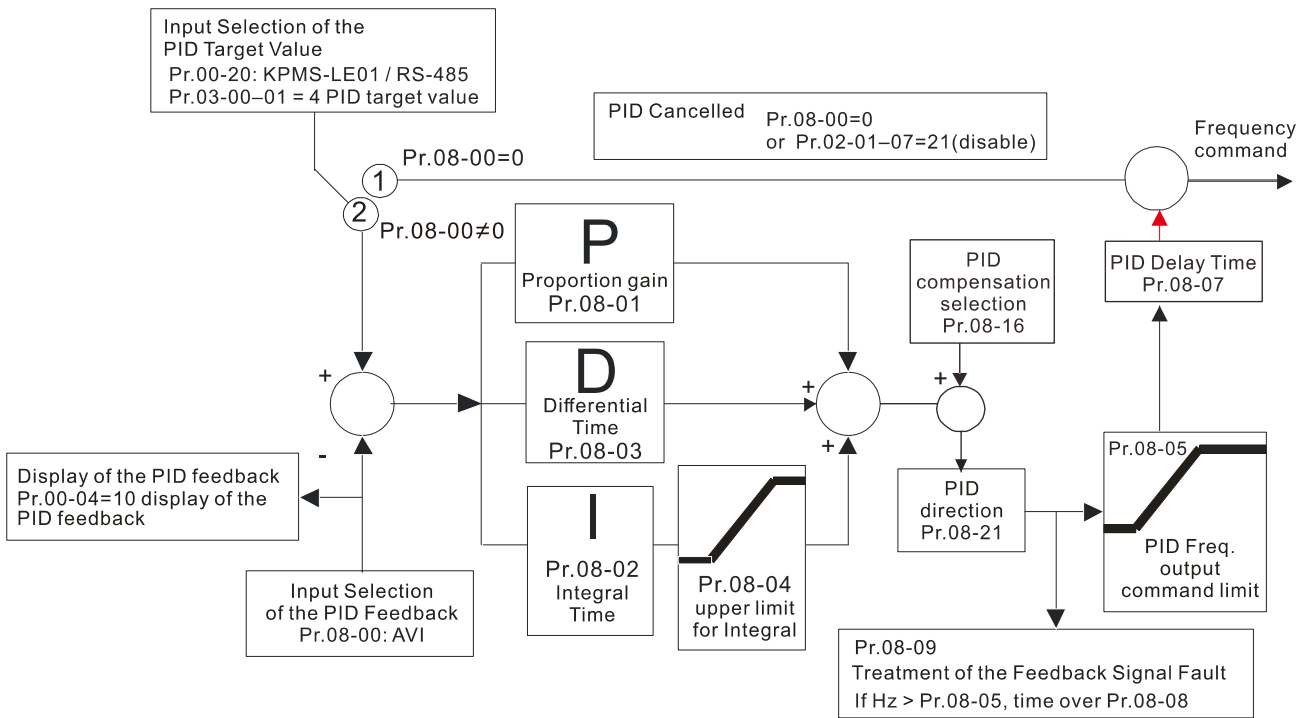 Input Selection of the
PID Target Value
Pr.00-20: KPMS-LE01 / RS-485
Pr.03-00–01 = 4 PID target value
PID Cancelled
Pr.08-00=0
or Pr.02-01–07=21(disable)
Frequency
command
Pr.08-00=0
1
2
Pr.08-00≠0
P
Proportion gain
Pr.08-01
PID
compensation
selection
Pr.08-16
PID Delay Time
Pr.08-07
+
-
D
Differential
Time
Pr.08-03
+
+
+
Display of the PID feedback
Pr.00-04=10 display of the
PID feedback
I
Pr.08-02
Integral
Time
Pr.08-04
upper limit
for Integral
PID
direction
Pr.08-21
Pr.08-05
PID Freq.
output
command limit
Input Selection
of the PID Feedback
Pr.08-00: AVI
Pr.08-09
Treatment of the Feedback Signal Fault
If Hz > Pr.08-05, time over Pr.08-08